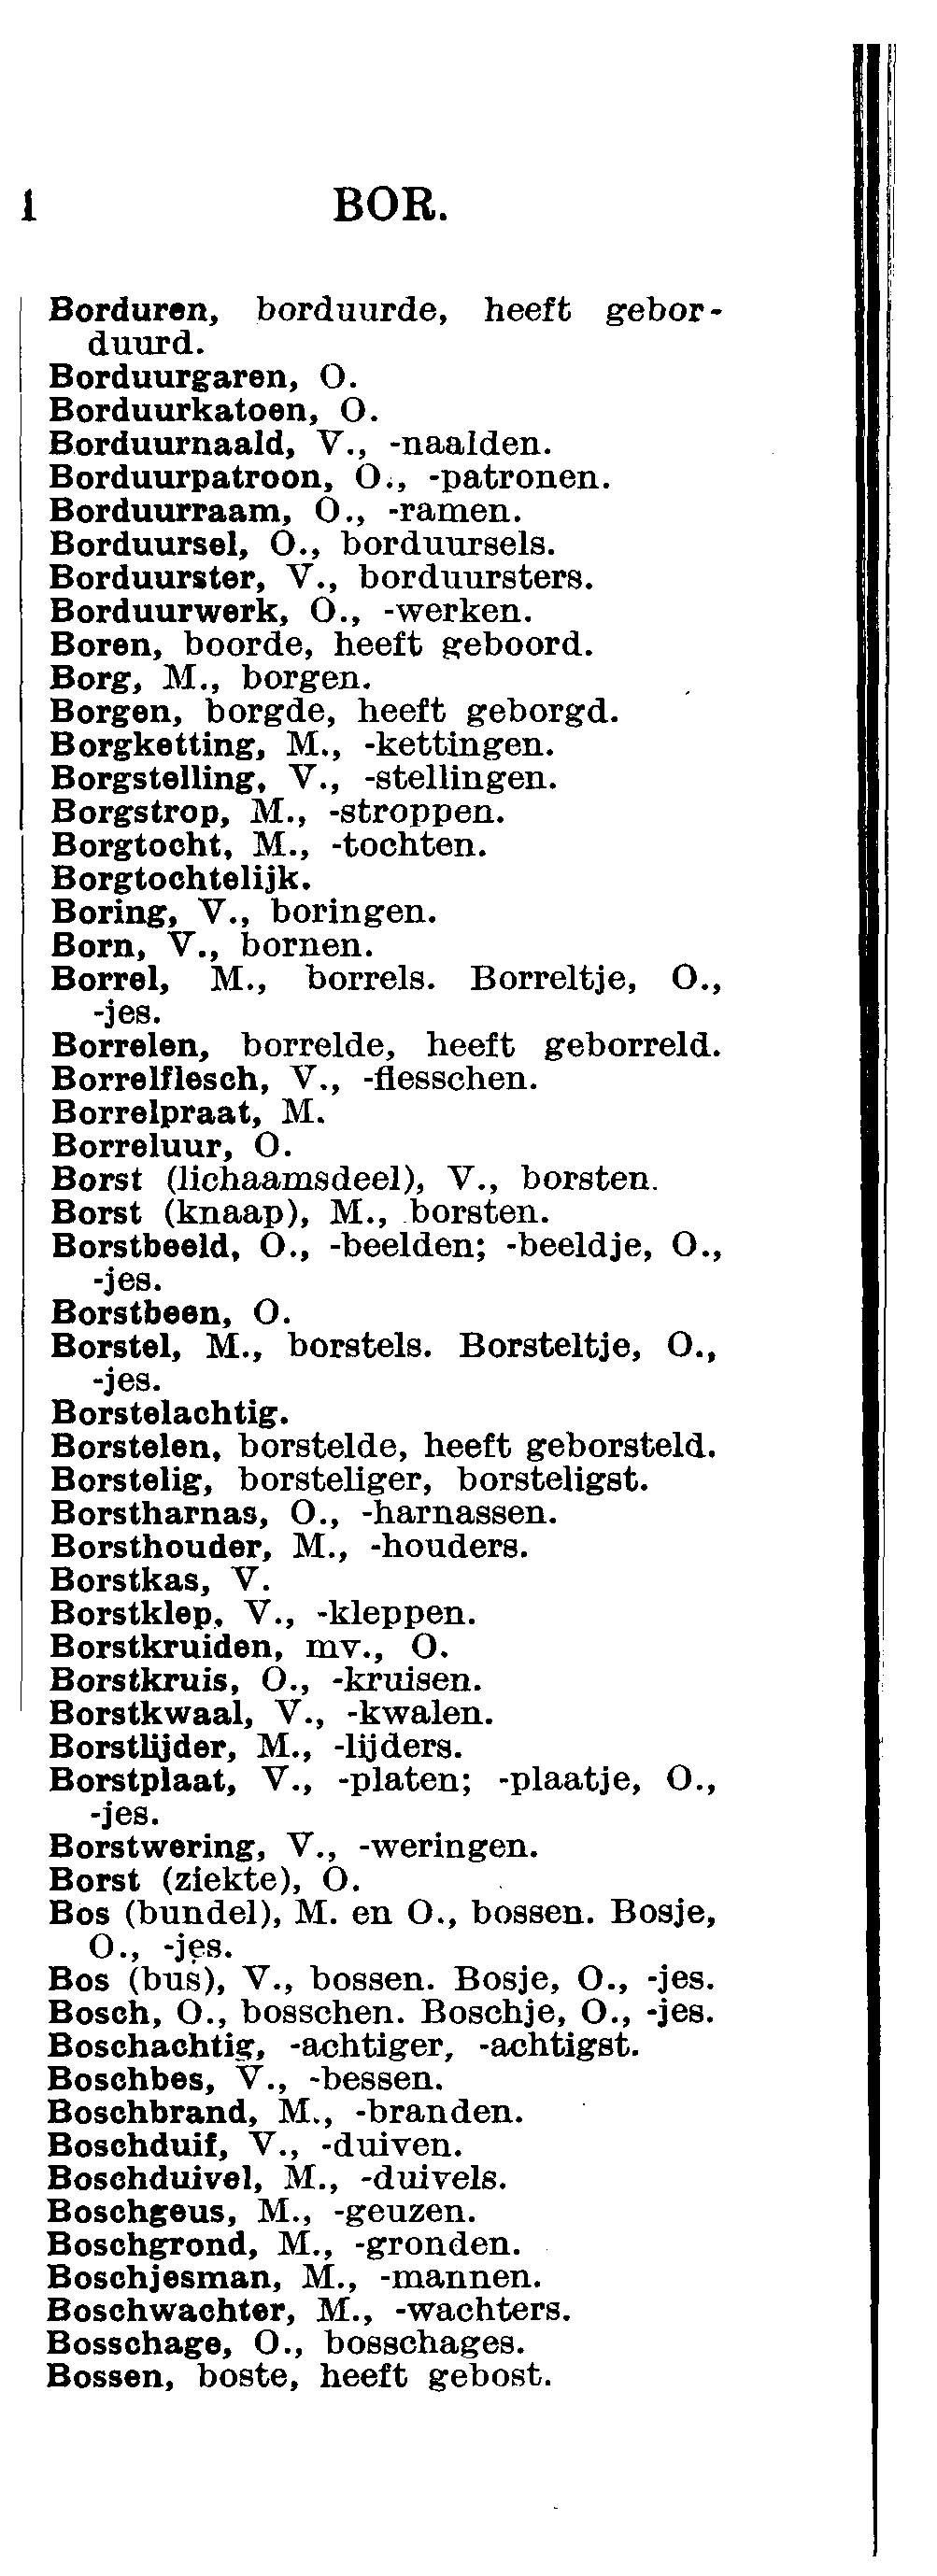 1 BOR.
Borduren, borduurde, heeft gebor-
duurd.
Borduurgaren, O.
Borduurkatoen, O.
Borduurnaald, V., -naalden.
Borduurpatroon, O., -patronen.
Borduurraam, O., -ramen.
Borduursel, O., borduursels.
Borduurster, V., borduursters.
Borduurwerk, O., -werken.
Boren, boorde, heeft geboord.
Borg, M., borgen.
Borgen, borgde, heeft geborgd.
Borgketting, M., -kettingen.
Borgstelling, V., -stellingen.
Borgstrop, M., -stroppen.
Borgtocht, M., -tochten.
Borgtochtelijk.
Boring, V., boringen.
Born, V., bornen.
Borrel, M., borrels. Borreltje, O.,
-jes.
Borrelen, borrelde, heeft geborreld.
Borrelflesch, V., -flesschen.
Borrelpraat, M.
Borreluur, O.
Borst (lichaamsdeel), V., borsten.
Borst (knaap), M., borsten.
Borstbeeld, O., -beelden; -beeldje, O.,
-jes.
Borstbeen, O.
Borstel, M., borstels. Borsteltje, O.,
-jes.
Borstelachtig.
Borstelen, borstelde, heeft geborsteld.
Borstelig, borsteliger, borsteligst.
Borstharnas, O., -harnassen.
Borsthouder, M., -houders.
Borstkas, V.
Borstklep, V., -kleppen.
Borstkruiden, mv., O.
Borstkruis, O., -kruisen.
Borstkwaal, V., -kwalen.
Borstlijder, M., -lijders.
Borstplaat, V., -platen; -plaatje, O.,
-jes.
Borstwering, V., -weringen.
Borst (ziekte), O.
Bos (bundel), M. en O., bossen. Bosje,
O., -jes.
Bos (bus), V., bossen. Bosje, O., -jes.
Bosch, O., bosschen. Boschje, O., -jes.
Boschachtig, -achtiger, -achtigst.
Boschbes, V., -bessen.
Boschbrand, M., -branden.
Boschduif, V., -duiven.
Boschduivel, M., -duivels.
Boschgeus, M., -geuzen.
Boschgrond, M., -gronden.
Boschjesman, M., -mannen.
Boschwachter, M., -wachters.
Bosschage, O., bosschages.
Bossen, boste, heeft gebost.